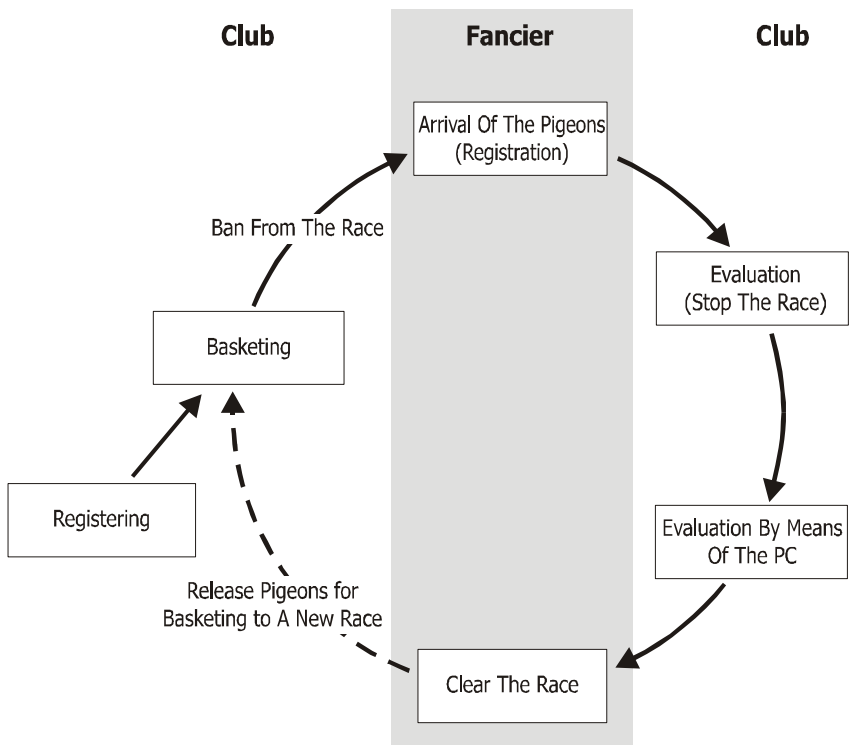 Club
Fancier
Club
Arrival Of The Pigeons
(Registration)
Ban From The Race
Evaluation
(Stop The Race)
Basketing
Registering
Evaluation By Means
Of The PC
Release Pigeons for
Basketing to A New Race
Clear The Race